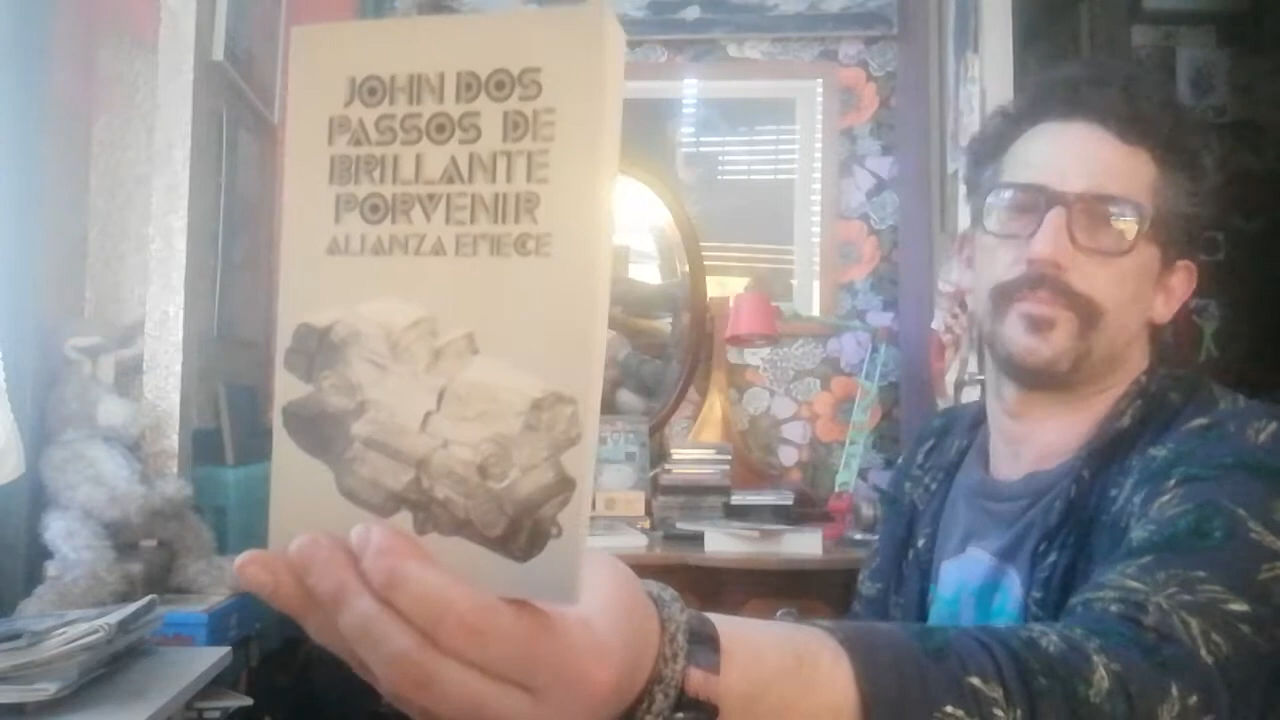 JOHN DOS
PASSOS DE
BRILLANTE
PORVENIR
ALIANZA EMECE